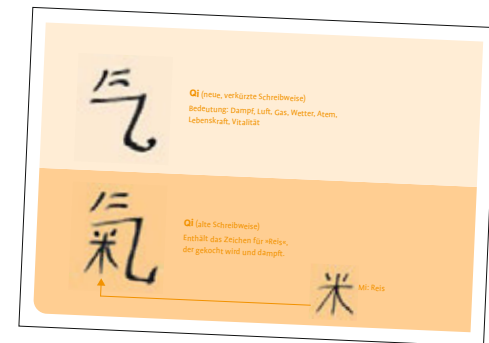 气
Qi (neue, verkürzte Schreibweise)
Bedeutung: Dampf, Luft, Gas, Wetter, Atem,
Lebenskraft, Vitalität
氣
Qi (alte Schreibweise)
Enthält das Zeichen für «Reis»,
der gekocht wird und dampft.
米
Mi: Reis